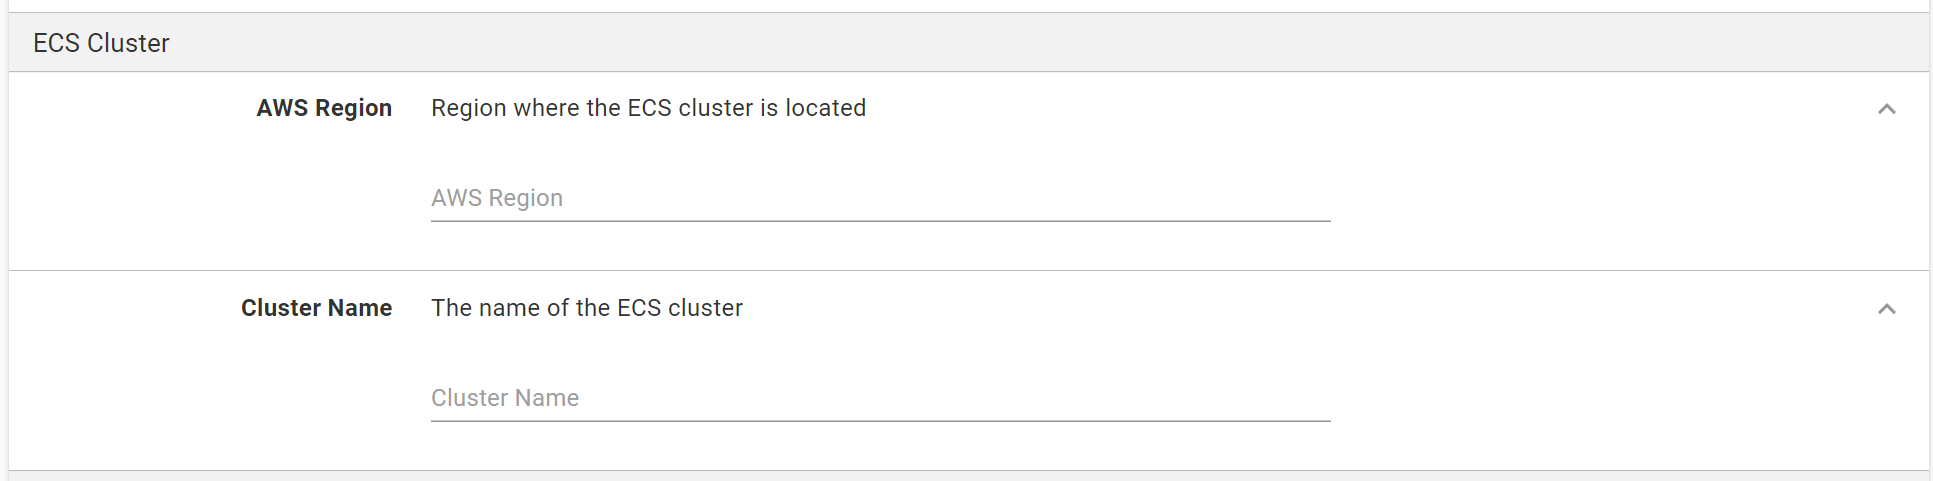 ECS Cluster
AWS Region Region where the ECS cluster is located
AWS Region
Cluster Name The name of the ECS cluster
Cluster Name